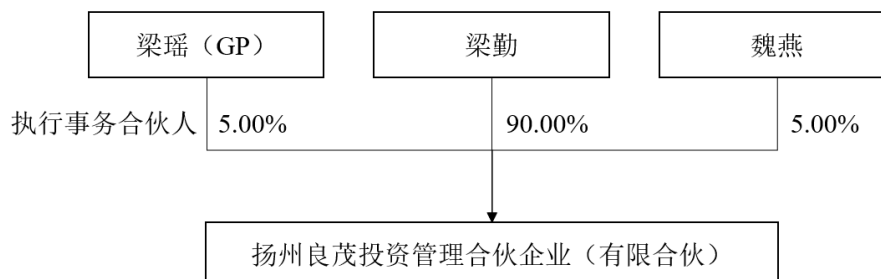 梁瑶（GP）
梁勤
魏燕
执行事务合伙人
5.00%
90.00%
5.00%
扬州良茂投资管理合伙企业（有限合伙）